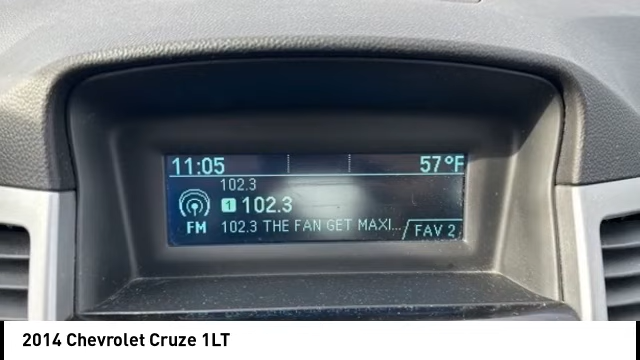 11:05 57°F
102.3
1 102.3
FM 102.3 THE FAN GET MAXI... FAV 2
2014 Chevrolet Cruze 1LT